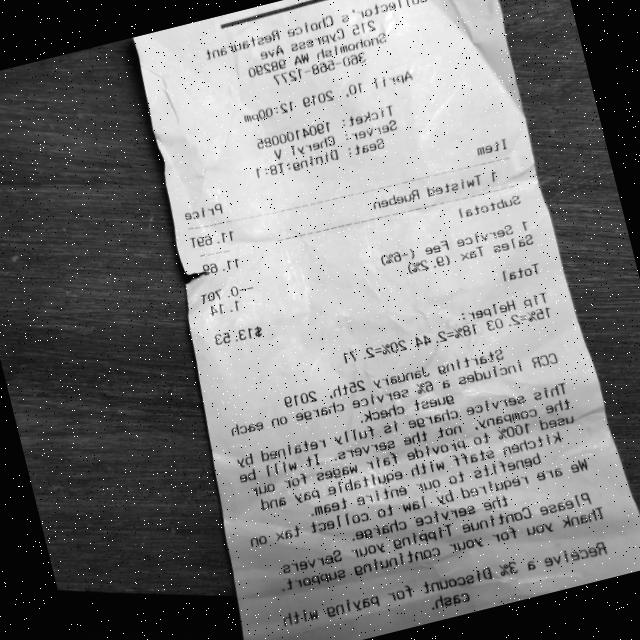 Collector's Choice Restaurant
215 Cypress Ave
Snohomish WA 98290
360-568-1277
April 10, 2019 12:00pm
Ticket: 1904100065
Server: Cheryl V
Seat: Dining:18:1
Item Price
1 Twisted Rueben 11.69T
Subtotal 11.69
1 Service Fee (~6%) 0.70T
Sales Tax (9.2%) 1.14
Total $13.53
Tip Helper:
15%=2.03 18%=2.44 20%=2.71
Starting January 25th, 2019
CCR includes a 6% service charge on each
guest check.
This service charge is fully retained by
the company, not the servers. It will be
used 100% to provide fair wages for our
kitchen staff with equitable pay and
benefits to our entire team.
We are required by law to collect tax on
the service charge.
Please Continue Tipping your Servers
Thank you for your continuing support.
Receive a 3% Discount for paying with
cash.